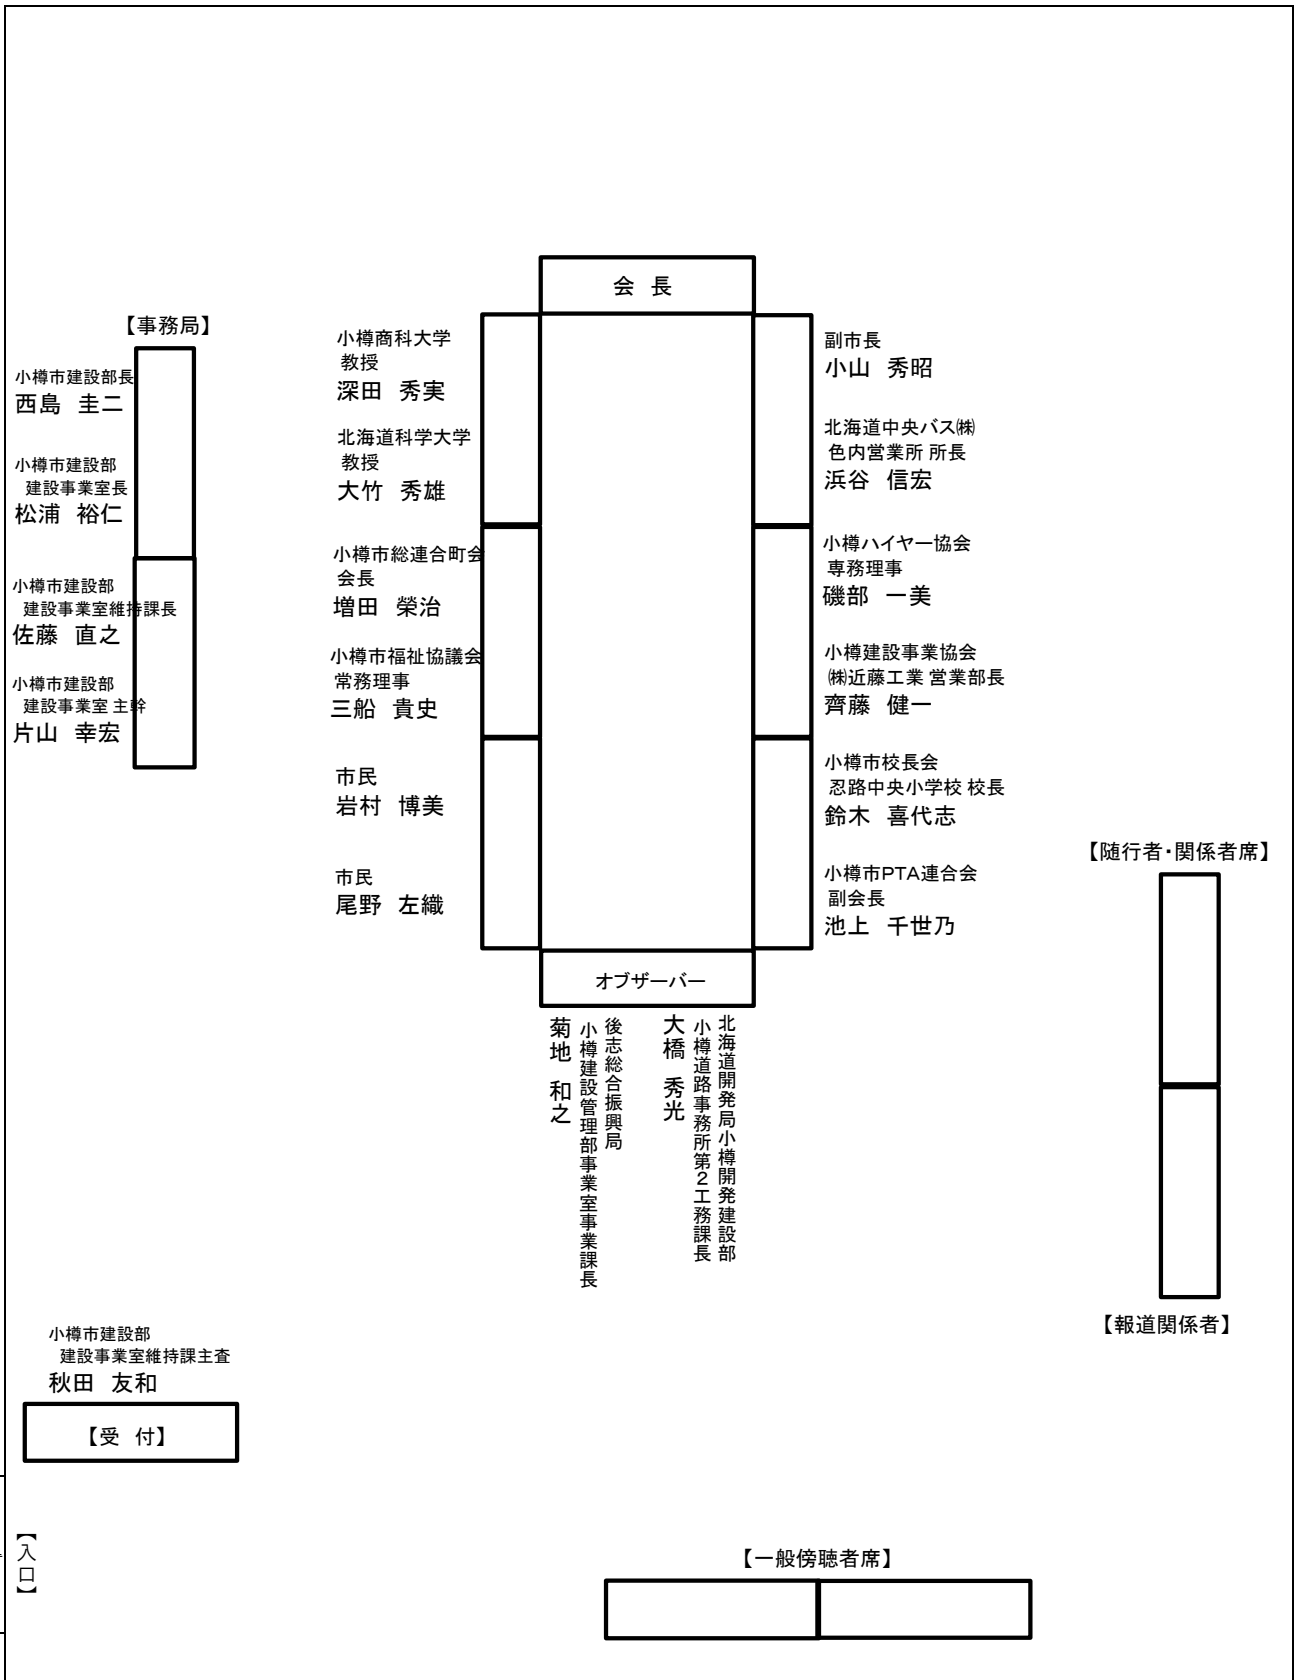 会 長
【事務局】
小樽市建設部長
西島 圭二
小樽市建設部
建設事業室長
松浦 裕仁
小樽市建設部
建設事業室維持課長
佐藤 直之
小樽市建設部
建設事業室 主幹
片山 幸宏
小樽商科大学
教授
深田 秀実
北海道科学大学
教授
大竹 秀雄
小樽市総連合町会
会長
増田 榮治
小樽市福祉協議会
常務理事
三船 貴史
市民
岩村 博美
市民
尾野 左織
副市長
小山 秀昭
北海道中央バス㈱
色内営業所 所長
浜谷 信宏
小樽ハイヤー協会
専務理事
磯部 一美
小樽建設事業協会
㈱近藤工業 営業部長
齊藤 健一
小樽市校長会
忍路中央小学校 校長
鈴木 喜代志
小樽市PTA連合会
副会長
池上 千世乃
オブザーバー
北海道開発局小樽開発建設部
小樽道路事務所第2工務課長
大橋 秀光
後志総合振興局
小樽建設管理部事業室事業課長
菊地 和之
【随行者・関係者席】
【報道関係者】
小樽市建設部
建設事業室維持課主査
秋田 友和
【受 付】
【入口】
【一般傍聴者席】